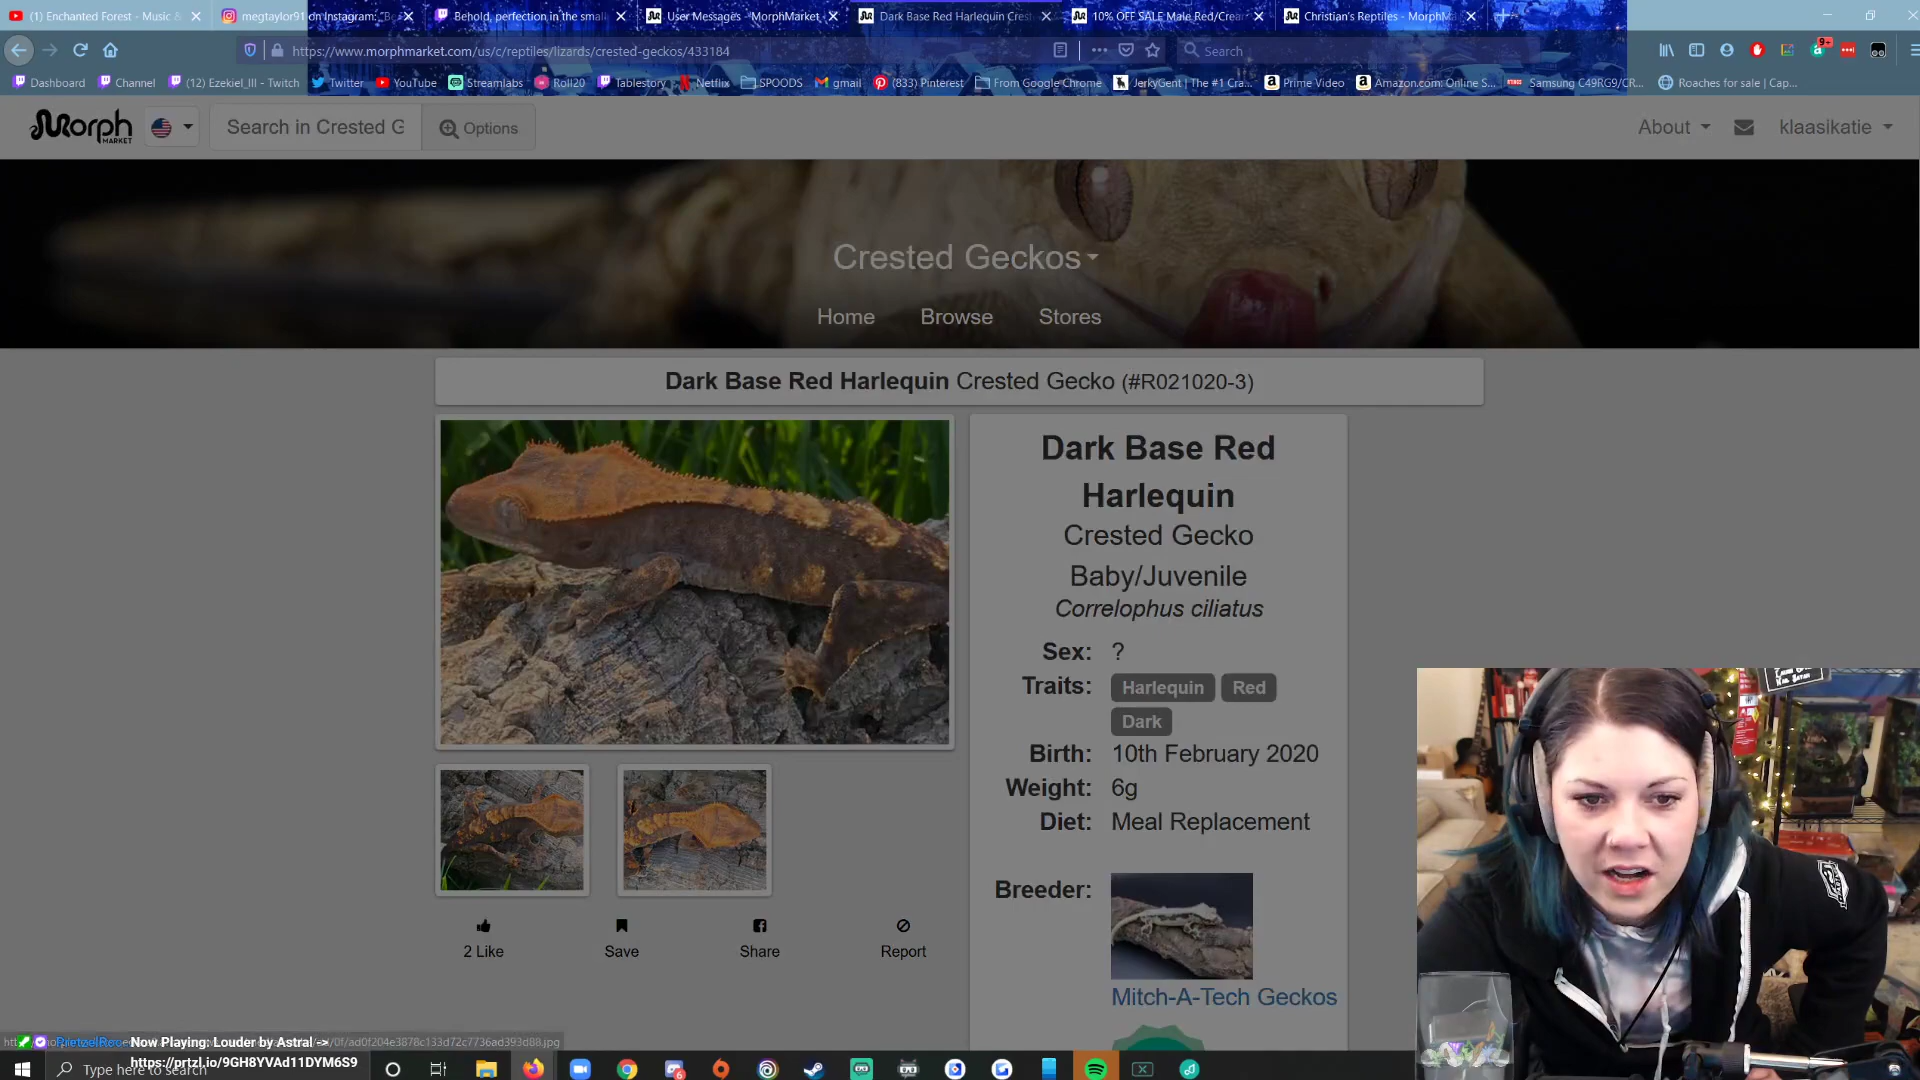 (1) Enchanted Forest - Music &
megtaylor91 on Instagram: "Be
Behold, perfection in the small
User Messages - MorphMarket
Dark Base Red Harlequin Crest
10% OFF SALE Male Red/Crea
Christian's Reptiles - MorphMa
https://www.morphmarket.com/us/c/reptiles/lizards/crested-geckos/433184
Search
9+
Dashboard
Channel
(12) Ezekiel_III - Twitch
Twitter
YouTube
Streamlabs
Roll20
Tablestory
Netflix
SPOODS
gmail
(833) Pinterest
From Google Chrome
JerkyGent | The #1 Cra...
Prime Video
Amazon.com: Online S...
Samsung C49RG9/CR...
Roaches for sale | Cap...
Morph
MARKET
Search in Crested G
Options
About
klaasikatie
Crested Geckos
Home
Browse
Stores
Dark Base Red Harlequin Crested Gecko (#R021020-3)
Dark Base Red
Harlequin
Crested Gecko
Baby/Juvenile
Correlophus ciliatus
Sex: ?
Traits: Harlequin Red
Dark
Birth: 10th February 2020
Weight: 6g
Diet: Meal Replacement
Breeder:
Mitch-A-Tech Geckos
2 Like
Save
Share
Report
Now Playing: Louder by Astral ->
https://prtzl.io/9GH8YVAd11DYM6S9
Type here to search